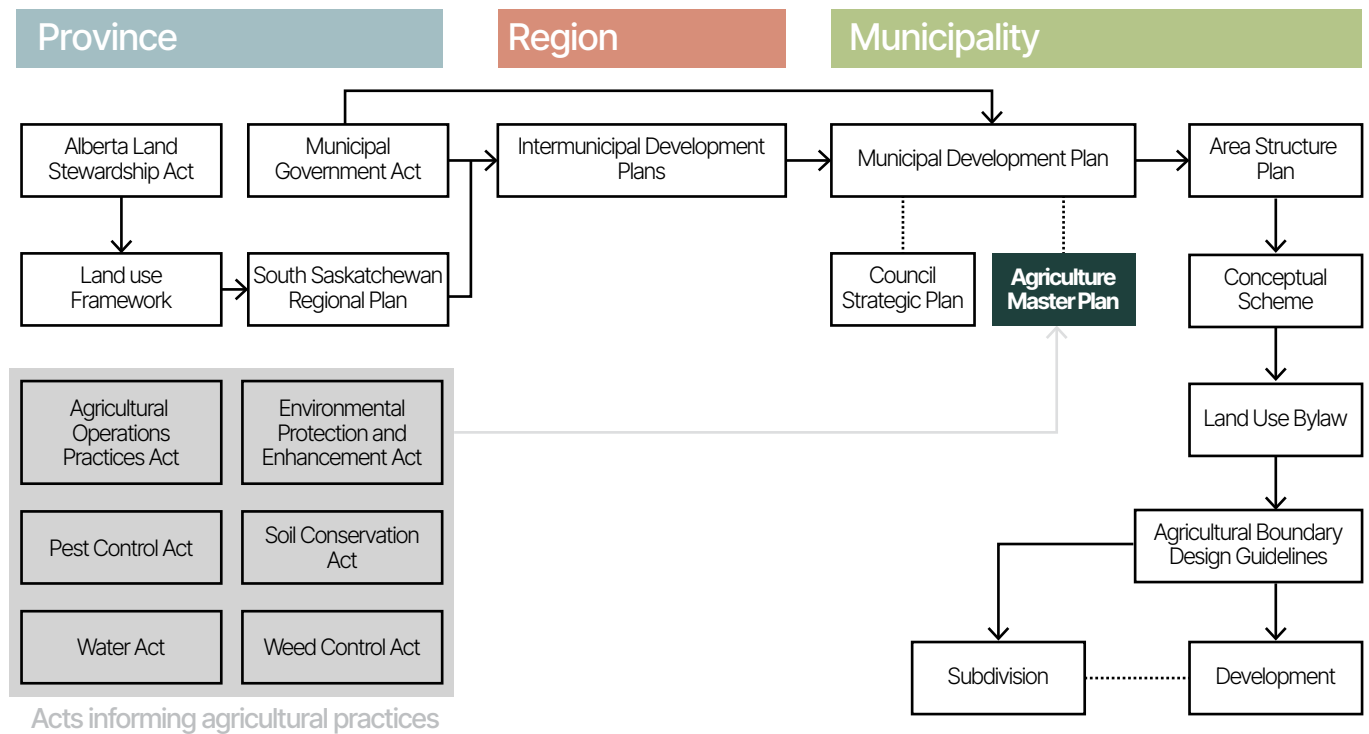 Province
Region
Municipality
Alberta Land
Stewardship Act
Municipal
Government Act
Intermunicipal Development
Plans
Municipal Development Plan
Area Structure
Plan
Land use
Framework
South Saskatchewan
Regional Plan
Council
Strategic Plan
Agriculture
Master Plan
Conceptual
Scheme
Agricultural
Operations
Practices Act
Environmental
Protection and
Enhancement Act
Land Use Bylaw
Pest Control Act
Soil Conservation
Act
Agricultural Boundary
Design Guidelines
Water Act
Weed Control Act
Subdivision
Development
Acts informing agricultural practices